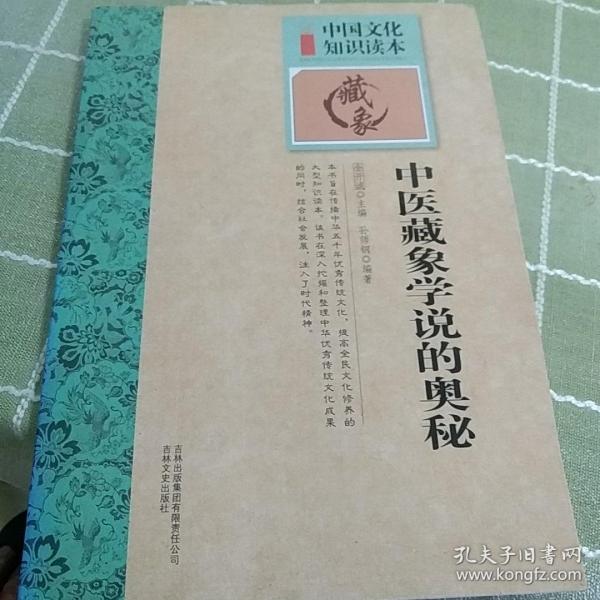 中国文化
知识读本
藏象
中医藏象学说的奥秘
金开诚◎主编 孙师钢◎编著
本书旨在传播中华五千年优秀传统文化，提高全民文化修养的
大型知识读本。该书在深入挖掘和整理中华优秀传统文化成果
的同时，结合社会发展，注入了时代精神。
吉林出版集团有限责任公司
吉林文史出版社
孔夫子旧书网
www.kongfz.com